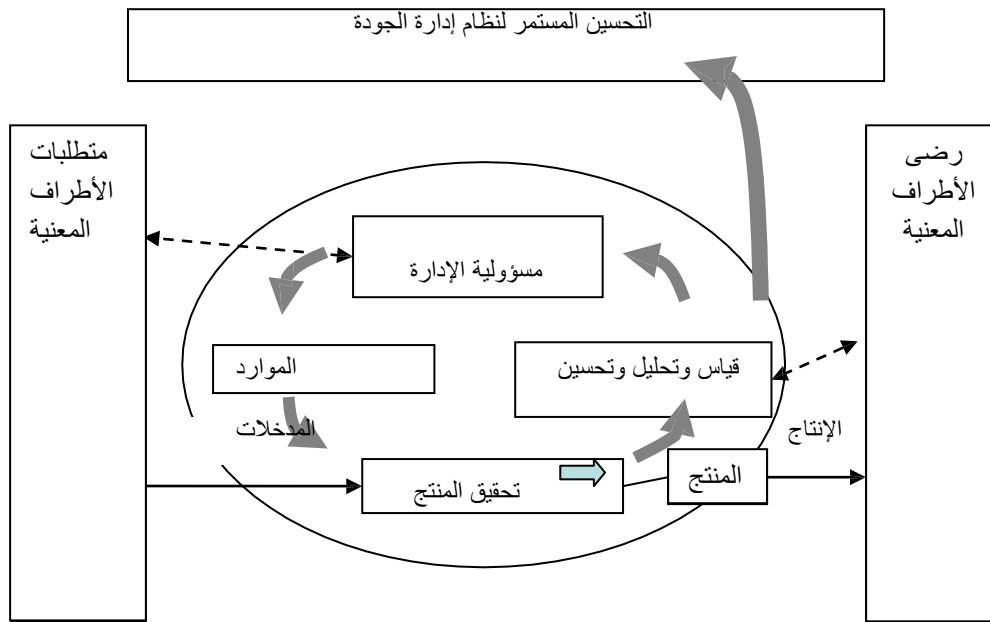 التحسين المستمر لنظام إدارة الجودة
متطلبات
الأطراف
المعنية
رضى
الأطراف
المعنية
مسؤولية الإدارة
الموارد
قياس وتحليل وتحسين
المدخلات
الإنتاج
تحقيق المنتج
المنتج